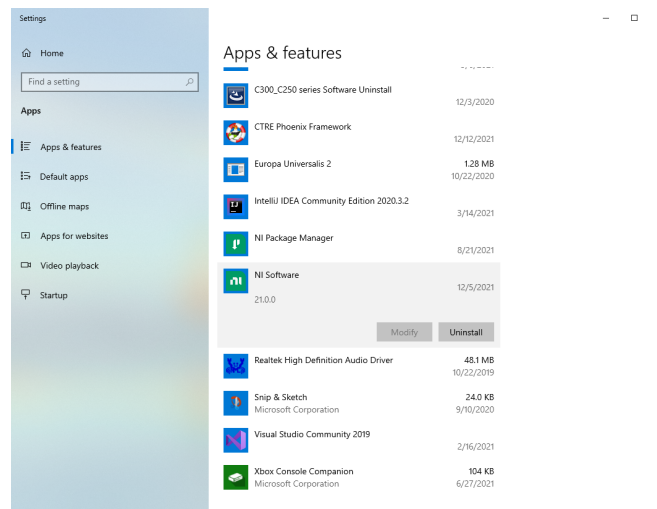 Settings
Home
Find a setting
Apps
Apps & features
Default apps
Offline maps
Apps for websites
Video playback
Startup
Apps & features
C300_C250 series Software Uninstall
12/3/2020
CTRE Phoenix Framework
12/12/2021
Europa Universalis 2 1.28 MB
10/22/2020
IntelliJ IDEA Community Edition 2020.3.2
3/14/2021
NI Package Manager
8/21/2021
NI Software
12/5/2021
21.0.0
Modify Uninstall
Realtek High Definition Audio Driver 48.1 MB
10/22/2019
Snip & Sketch 24.0 KB
Microsoft Corporation 9/10/2020
Visual Studio Community 2019
2/16/2021
Xbox Console Companion 104 KB
Microsoft Corporation 6/27/2021